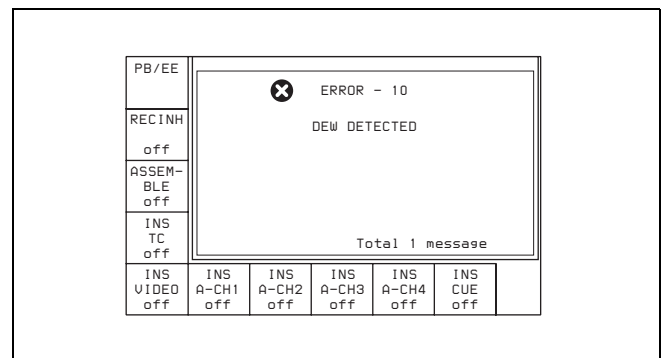 PB/EE
ERROR - 10
RECINH
off
DEW DETECTED
ASSEM-
BLE
off
INS
TC
off
Total 1 message
INS
VIDEO
off
INS
A-CH1
off
INS
A-CH2
off
INS
A-CH3
off
INS
A-CH4
off
INS
CUE
off